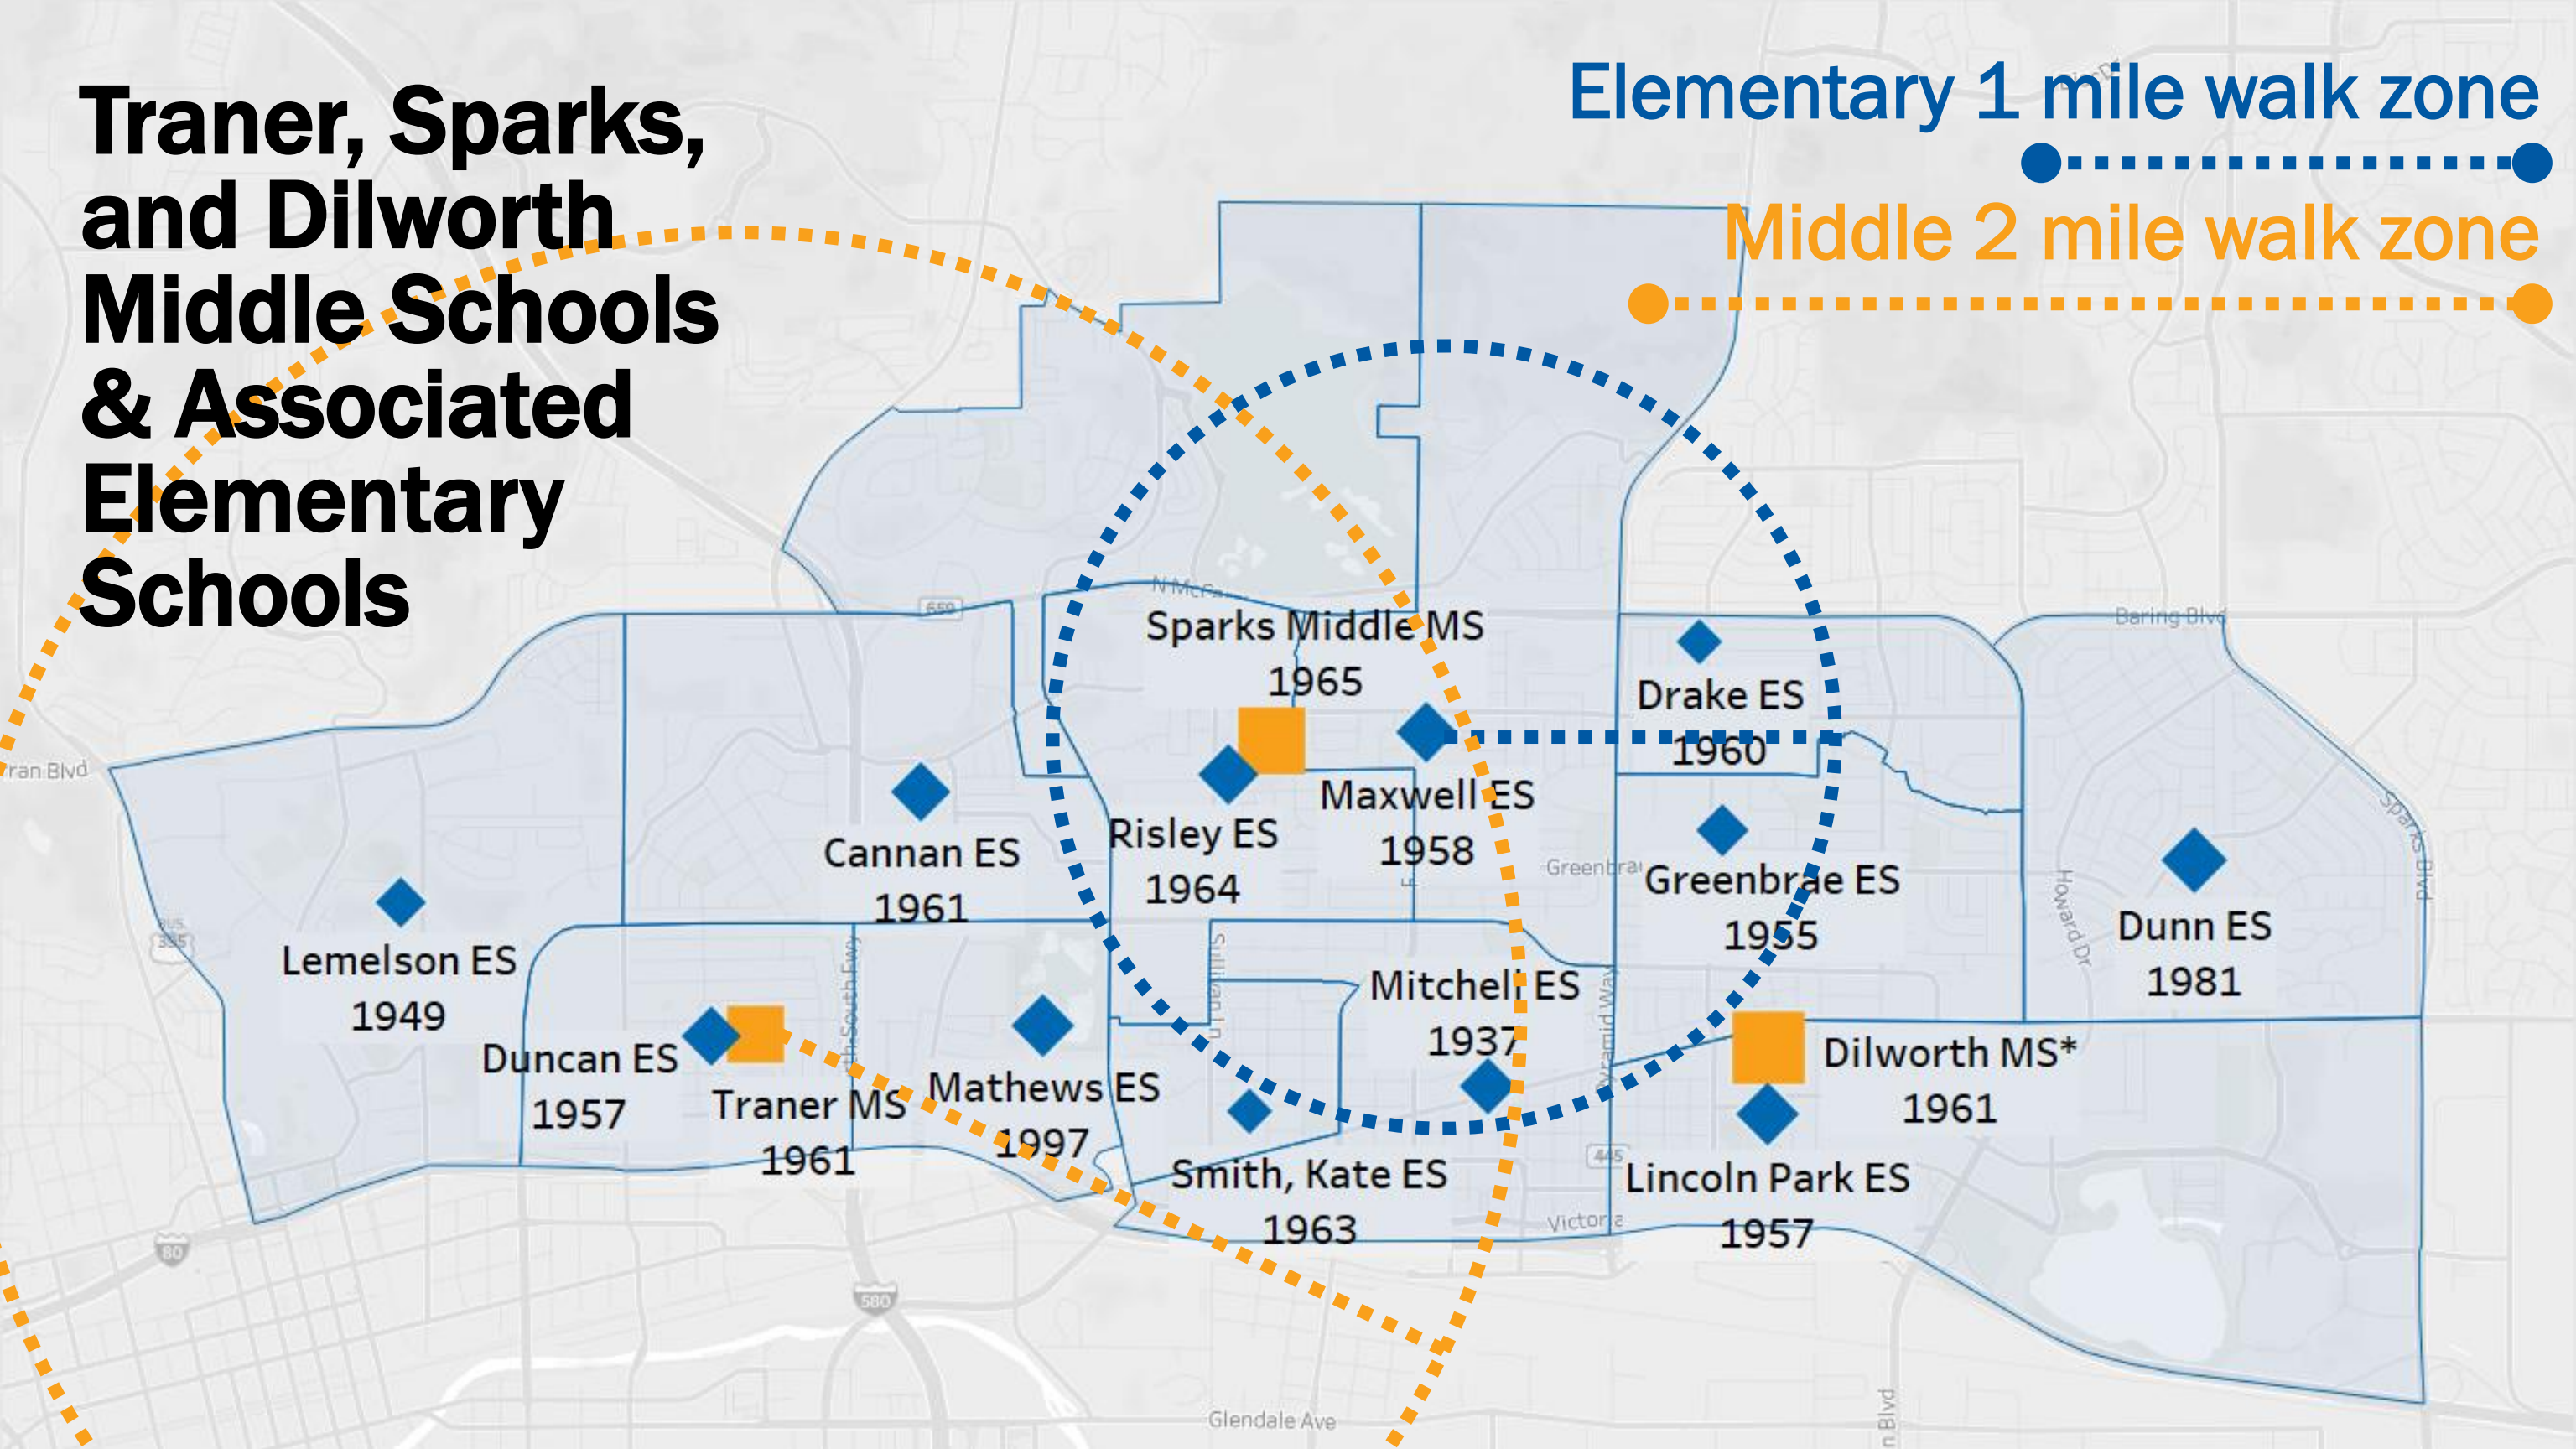 Traner, Sparks,
and Dilworth
Middle Schools
& Associated
Elementary
Schools
Elementary 1 mile walk zone
Middle 2 mile walk zone
659
Baring Blvd
Sparks Middle MS
1965
Drake ES
1960
Maxwell ES
1958
Risley ES
1964
Cannan ES
1961
Greenbrae ES
1955
Dunn ES
1981
Howard Dr
Sparks Blvd
Lemelson ES
1949
BUS
395
Duncan ES
1957
Traner MS
1961
Mathews ES
1997
Sullivan Ln
Mitchell ES
1937
Pyramid Way
Dilworth MS*
1961
Smith, Kate ES
1963
445
Lincoln Park ES
1957
80
580
Glendale Ave